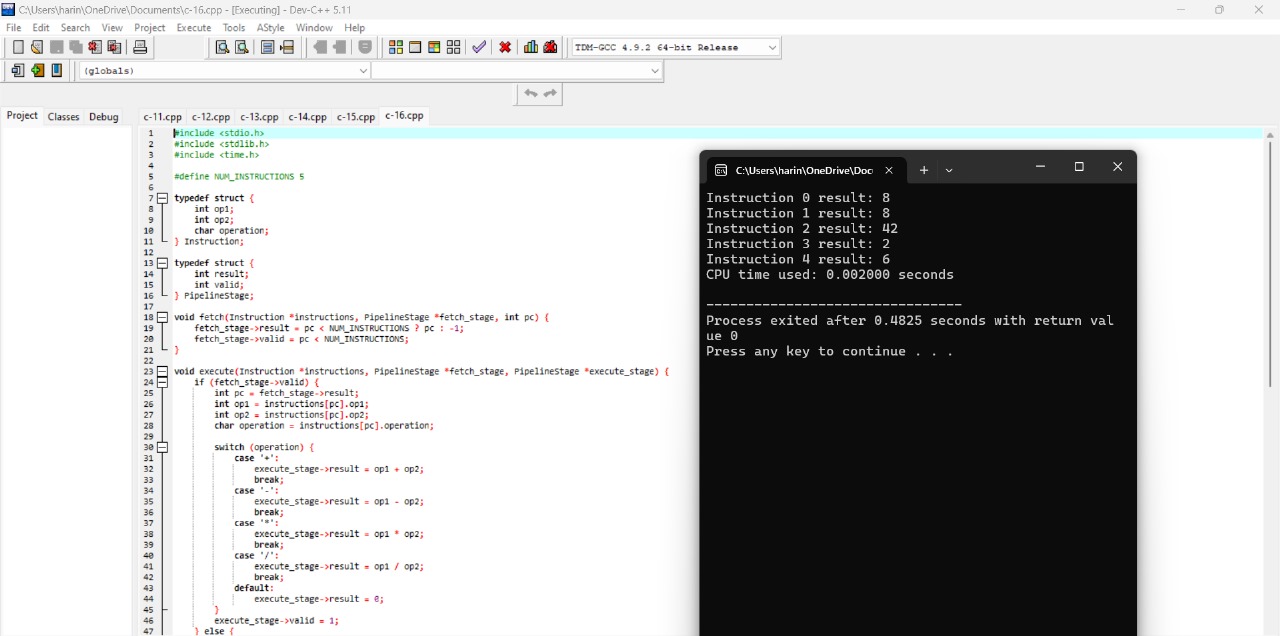 C:\Users\harin\OneDrive\Documents\c-16.cpp - [Executing] - Dev-C++ 5.11
File Edit Search View Project Execute Tools AStyle Window Help
TDM-GCC 4.9.2 64-bit Release
(globals)
Project Classes Debug
c-11.cpp c-12.cpp c-13.cpp c-14.cpp c-15.cpp c-16.cpp
1 #include <stdio.h>
2 #include <stdlib.h>
3 #include <time.h>
4
5 #define NUM_INSTRUCTIONS 5
6
7 typedef struct {
8 int op1;
9 int op2;
10 char operation;
11 } Instruction;
12
13 typedef struct {
14 int result;
15 int valid;
16 } PipelineStage;
17
18 void fetch(Instruction *instructions, PipelineStage *fetch_stage, int pc) {
19 fetch_stage->result = pc < NUM_INSTRUCTIONS ? pc : -1;
20 fetch_stage->valid = pc < NUM_INSTRUCTIONS;
21 }
22
23 void execute(Instruction *instructions, PipelineStage *fetch_stage, PipelineStage *execute_stage) {
24 if (fetch_stage->valid) {
25 int pc = fetch_stage->result;
26 int op1 = instructions[pc].op1;
27 int op2 = instructions[pc].op2;
28 char operation = instructions[pc].operation;
29
30 switch (operation) {
31 case '+':
32 execute_stage->result = op1 + op2;
33 break;
34 case '-':
35 execute_stage->result = op1 - op2;
36 break;
37 case '*':
38 execute_stage->result = op1 * op2;
39 break;
40 case '/':
41 execute_stage->result = op1 / op2;
42 break;
43 default:
44 execute_stage->result = 0;
45 }
46 execute_stage->valid = 1;
47 } else {
C:\Users\harin\OneDrive\Doc
Instruction 0 result: 8
Instruction 1 result: 8
Instruction 2 result: 42
Instruction 3 result: 2
Instruction 4 result: 6
CPU time used: 0.002000 seconds
--------------------------------
Process exited after 0.4825 seconds with return val
ue 0
Press any key to continue . . .